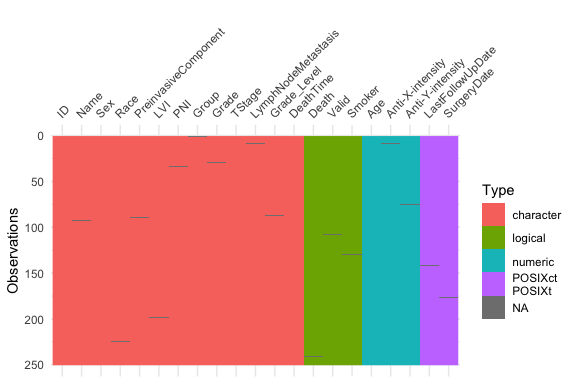 ID
Name
Sex
Race
PreinvasiveComponent
LVI
PNI
Group
Grade
TStage
LymphNodeMetastasis
Grade_Level
DeathTime
Death
Valid
Smoker
Age
Anti-X-intensity
Anti-Y-intensity
LastFollowUpDate
SurgeryDate
0
50
100
150
200
250
Observations
Type
character
logical
numeric
POSIXct
POSIXt
NA